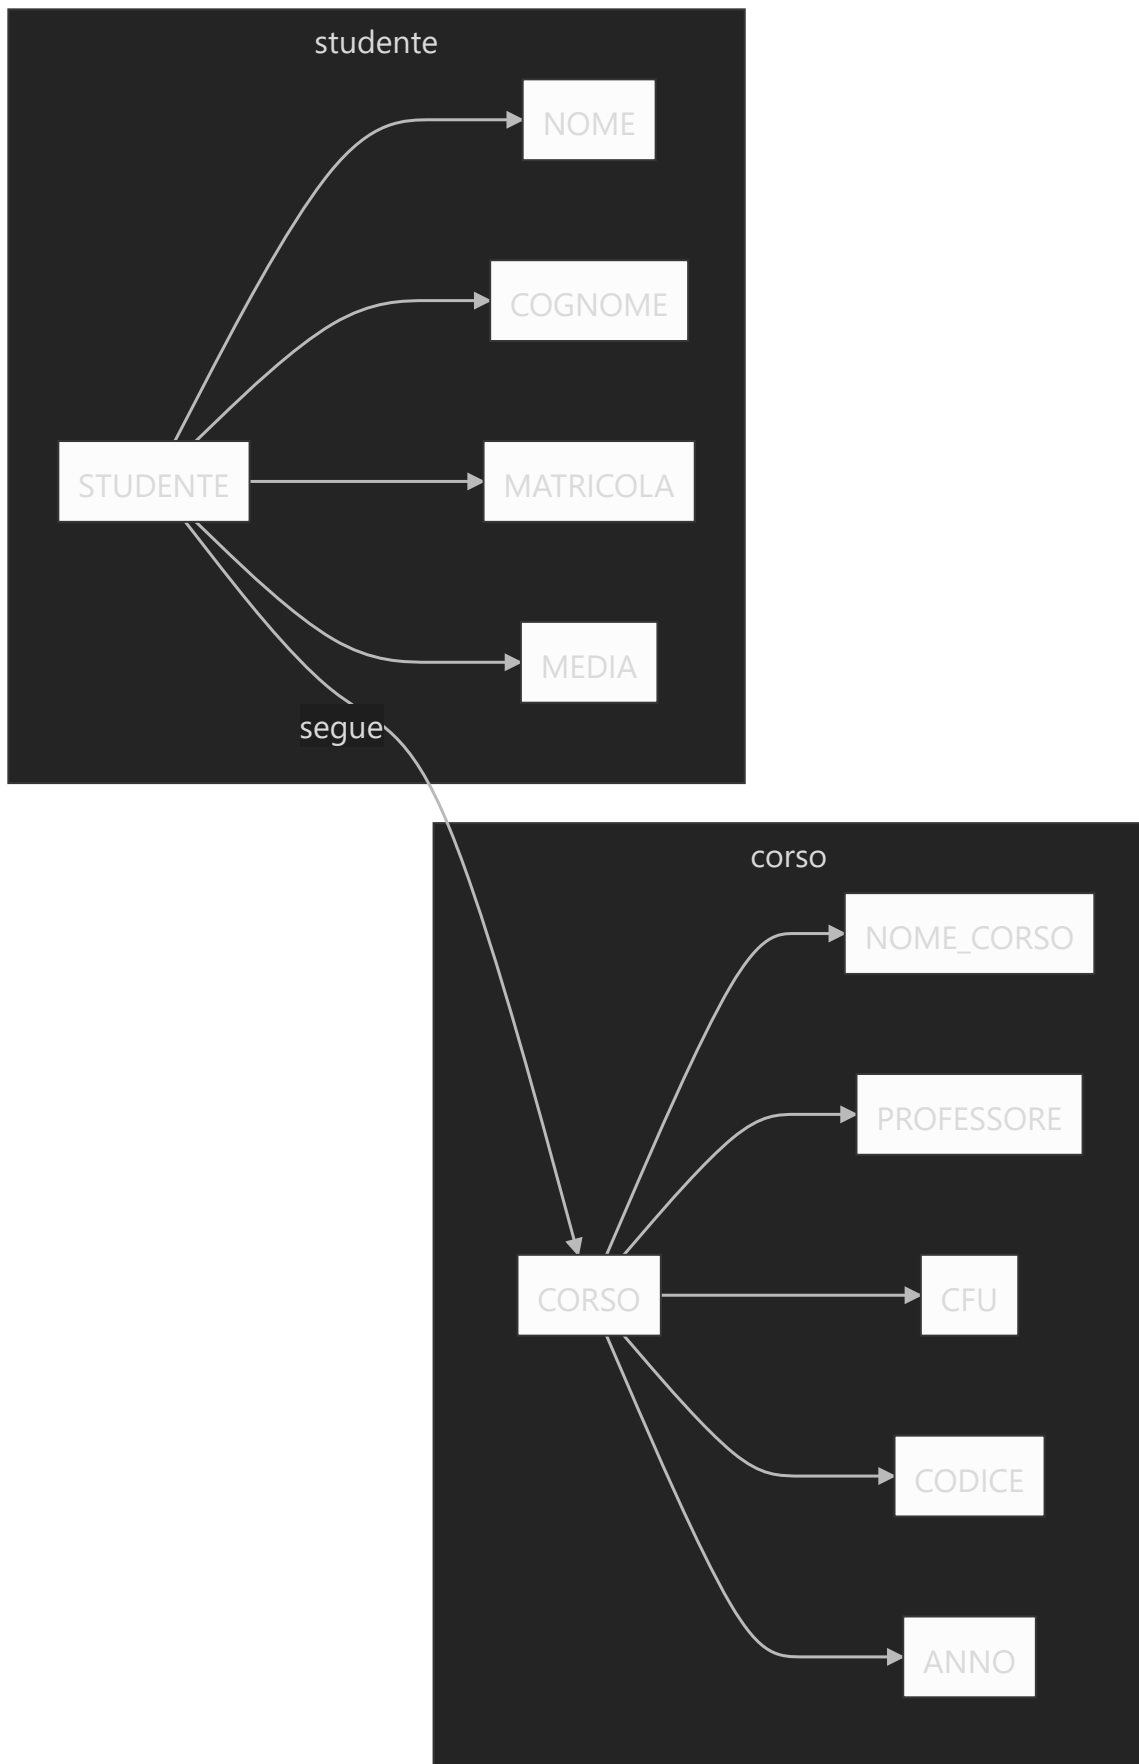 studente
NOME
COGNOME
STUDENTE
MATRICOLA
MEDIA
segue
corso
NOME_CORSO
PROFESSORE
CORSO
CFU
CODICE
ANNO